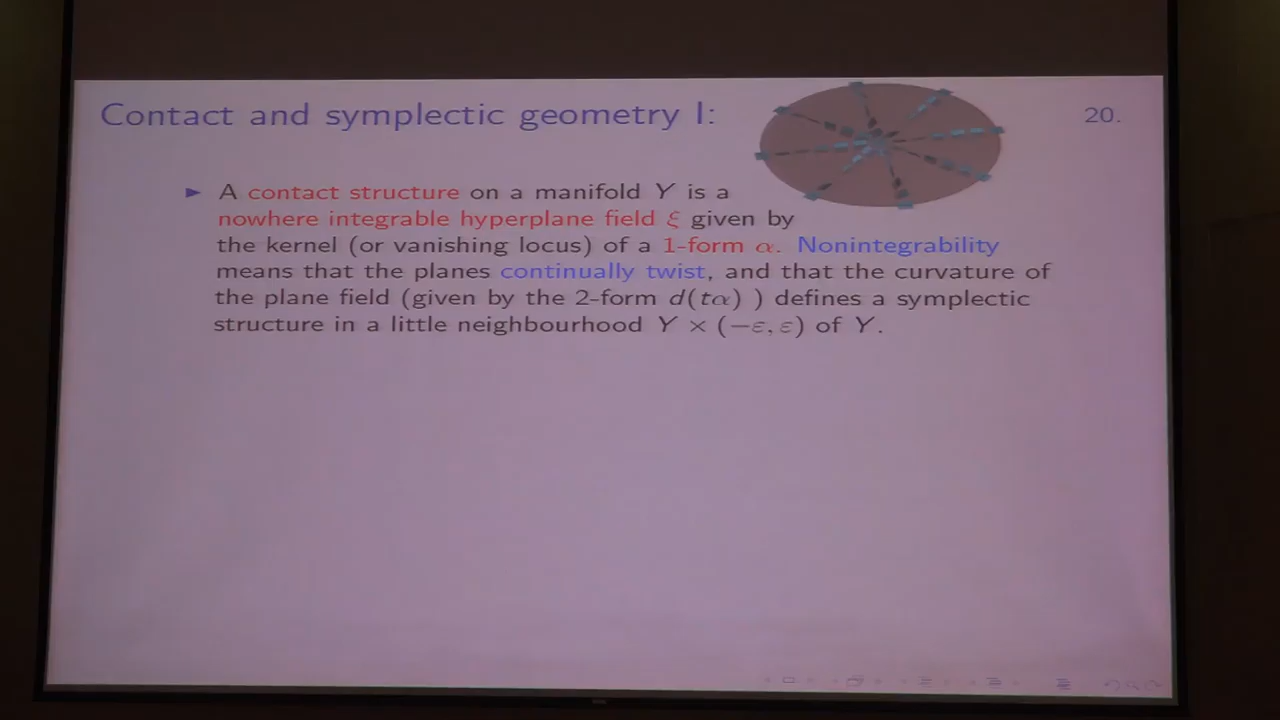 Contact and symplectic geometry I:
20.
► A contact structure on a manifold Y is a
nowhere integrable hyperplane field ξ given by
the kernel (or vanishing locus) of a 1-form α. Nonintegrability
means that the planes continually twist, and that the curvature of
the plane field (given by the 2-form d(tα) ) defines a symplectic
structure in a little neighbourhood Y × (−ε, ε) of Y.